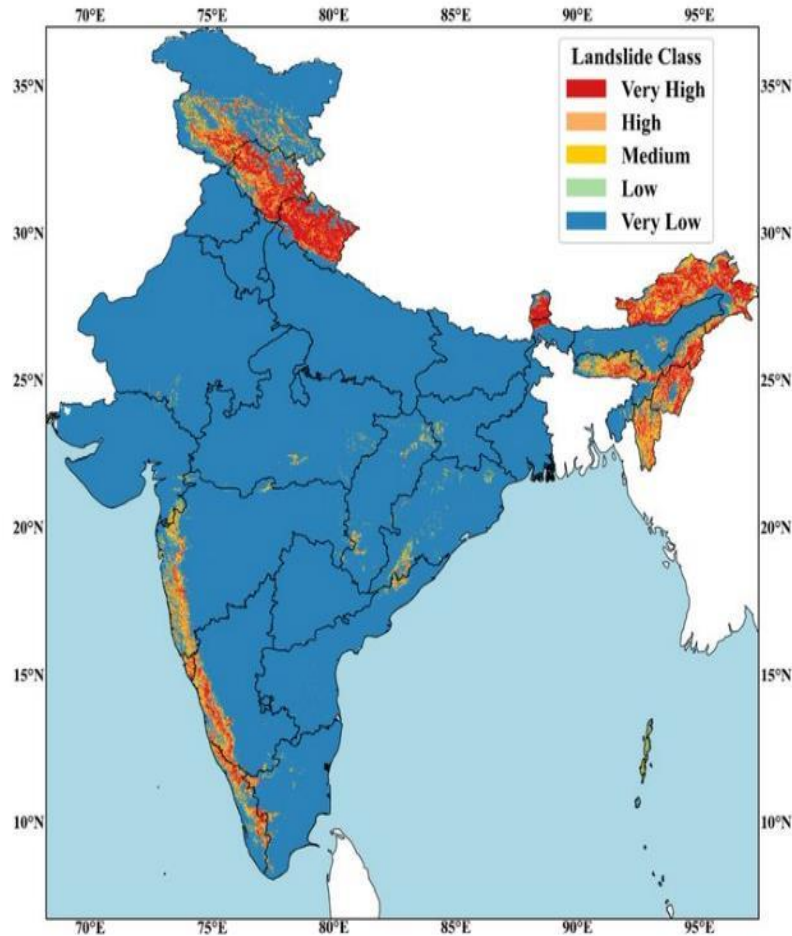 70°E 75°E 80°E 85°E 90°E 95°E
Landslide Class
Very High
High
Medium
Low
Very Low
35°N 35°N
30°N 30°N
25°N 25°N
20°N 20°N
15°N 15°N
10°N 10°N
70°E 75°E 80°E 85°E 90°E 95°E